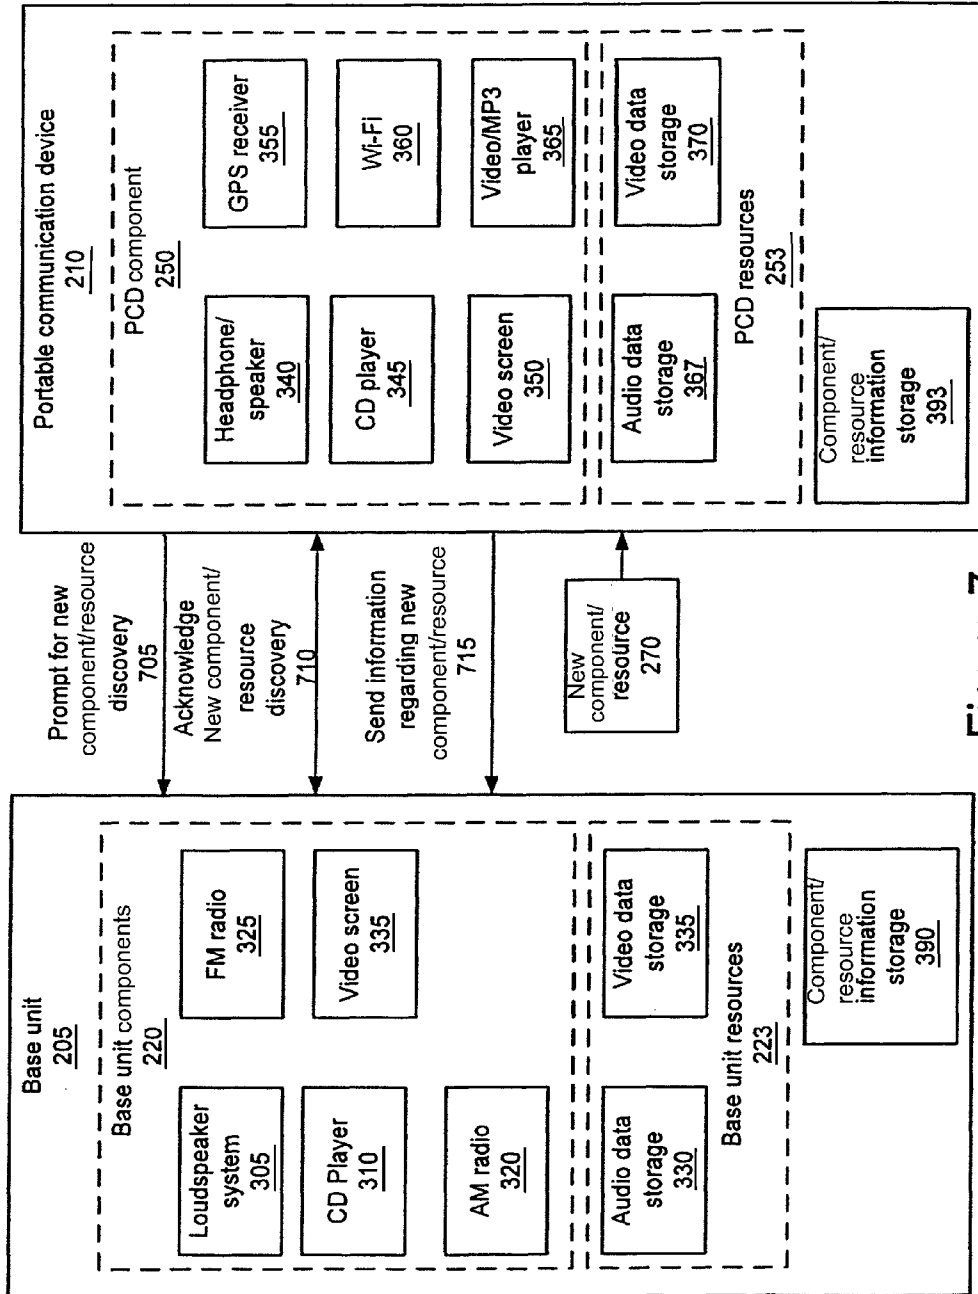 Base unit
205
Base unit components
220
Loudspeaker
system
305
FM radio
325
CD Player
310
Video screen
335
AM radio
320
Audio data
storage
330
Video data
storage
335
Base unit resources
223
Component/
resource
information
storage
390
Prompt for new
component/resource
discovery
705
Acknowledge
New component/
resource
discovery
710
Send information
regarding new
component/resource
715
New
component/
resource
270
Portable communication device
210
PCD component
250
Headphone/
speaker
340
GPS receiver
355
CD player
345
Wi-Fi
360
Video screen
350
Video/MP3
player
365
Audio data
storage
367
Video data
storage
370
PCD resources
253
Component/
resource
information
storage
393